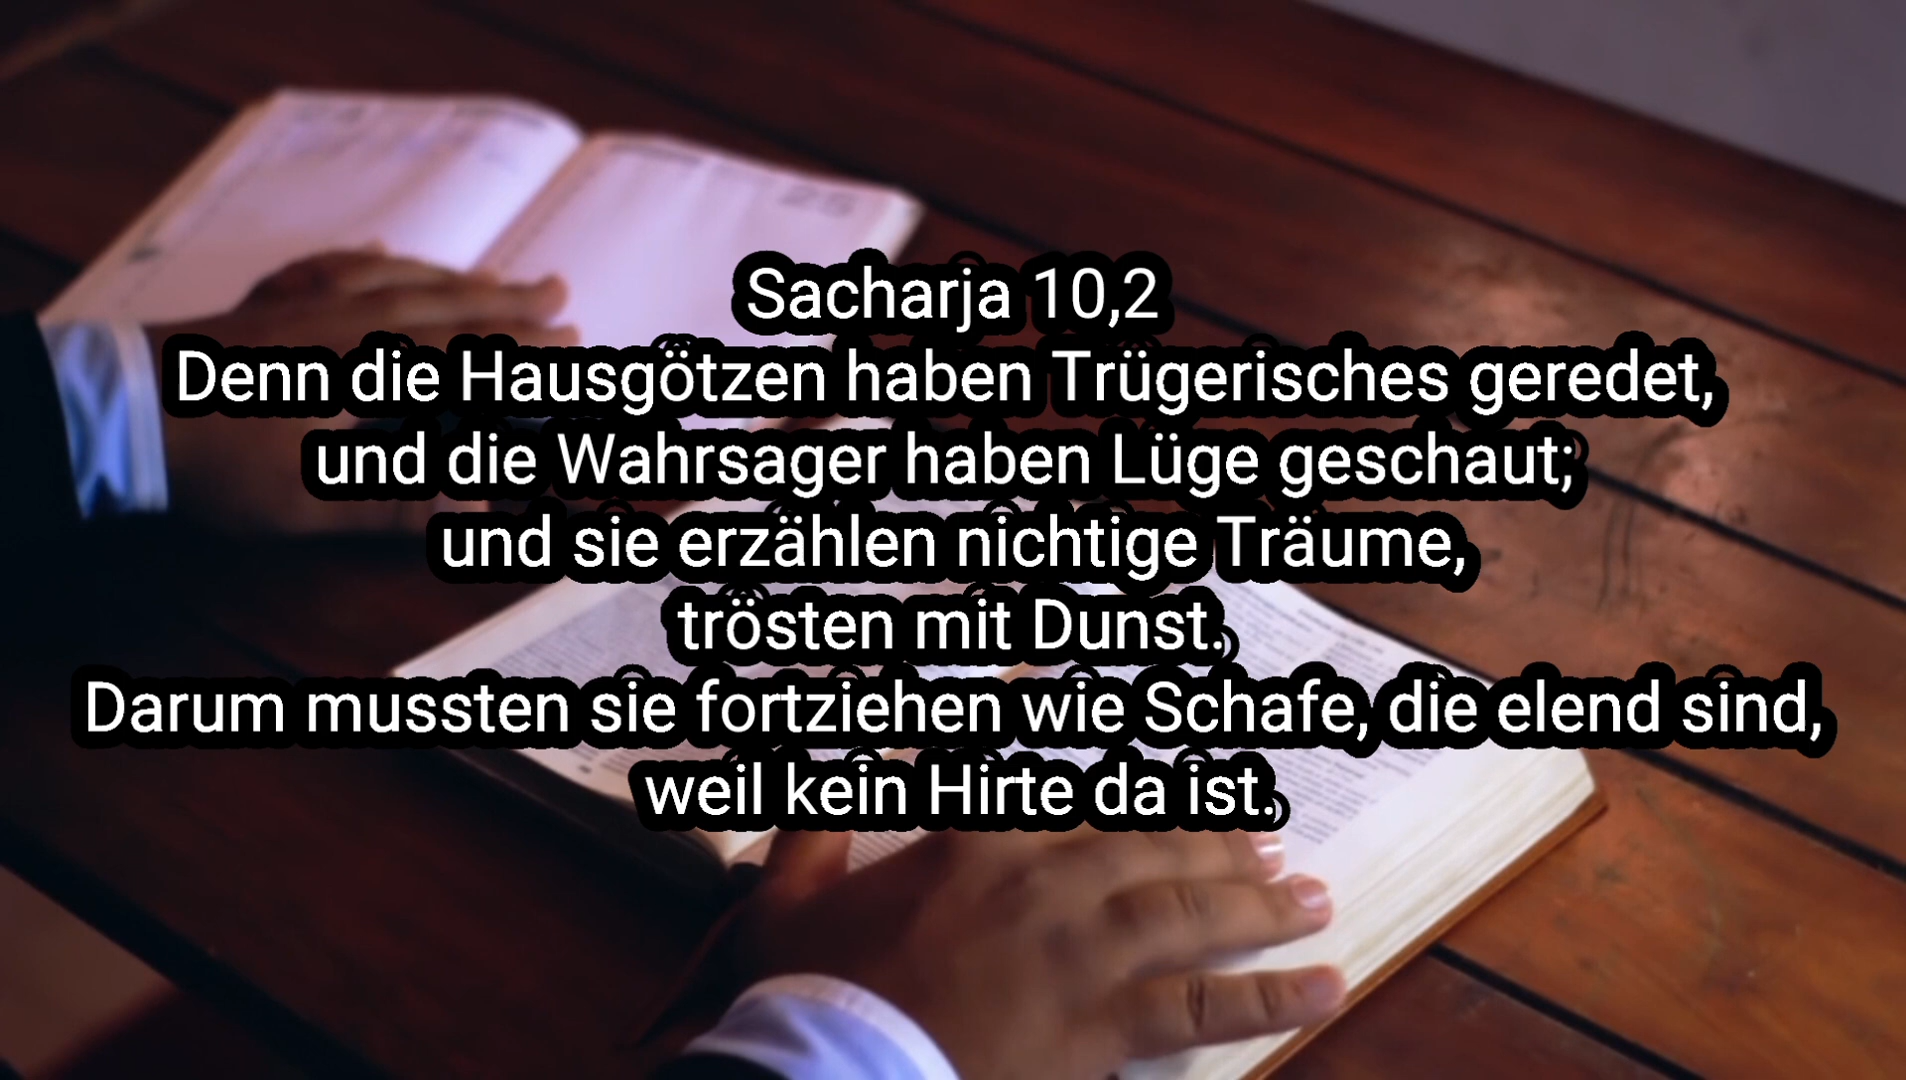 Sacharja 10,2
Denn die Hausgötzen haben Trügerisches geredet,
und die Wahrsager haben Lüge geschaut;
und sie erzählen nichtige Träume,
trösten mit Dunst.
Darum mussten sie fortziehen wie Schafe, die elend sind,
weil kein Hirte da ist.